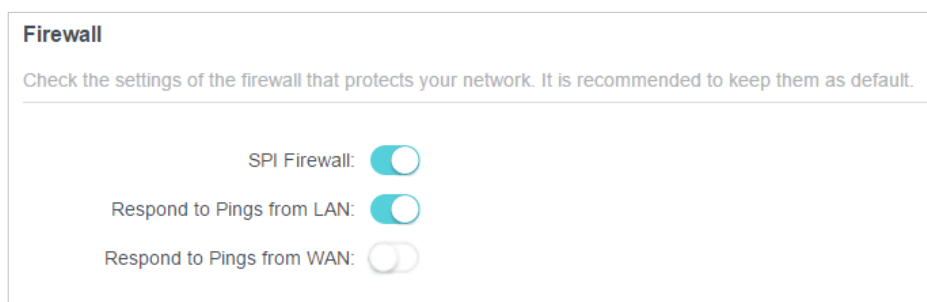 Firewall
Check the settings of the firewall that protects your network. It is recommended to keep them as default.
SPI Firewall:
Respond to Pings from LAN:
Respond to Pings from WAN: